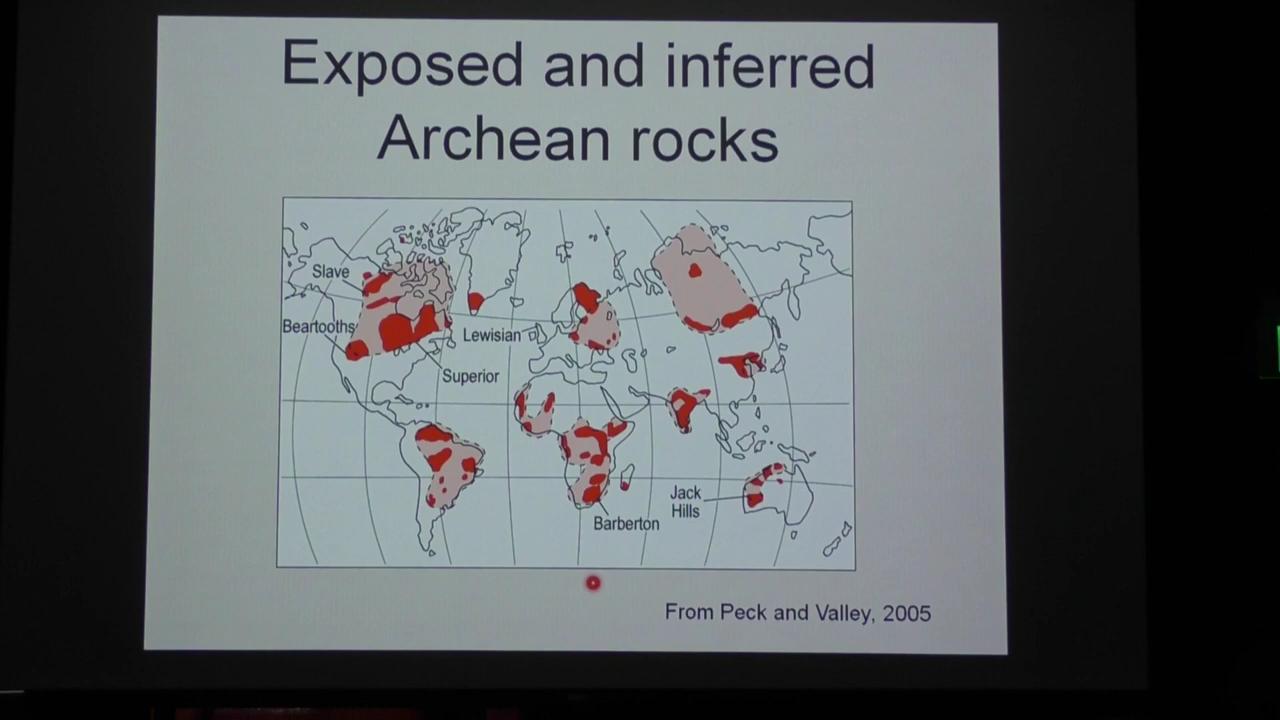 Exposed and inferred
Archean rocks
Slave
Beartooths
Lewisian
Superior
Jack
Hills
Barberton
From Peck and Valley, 2005